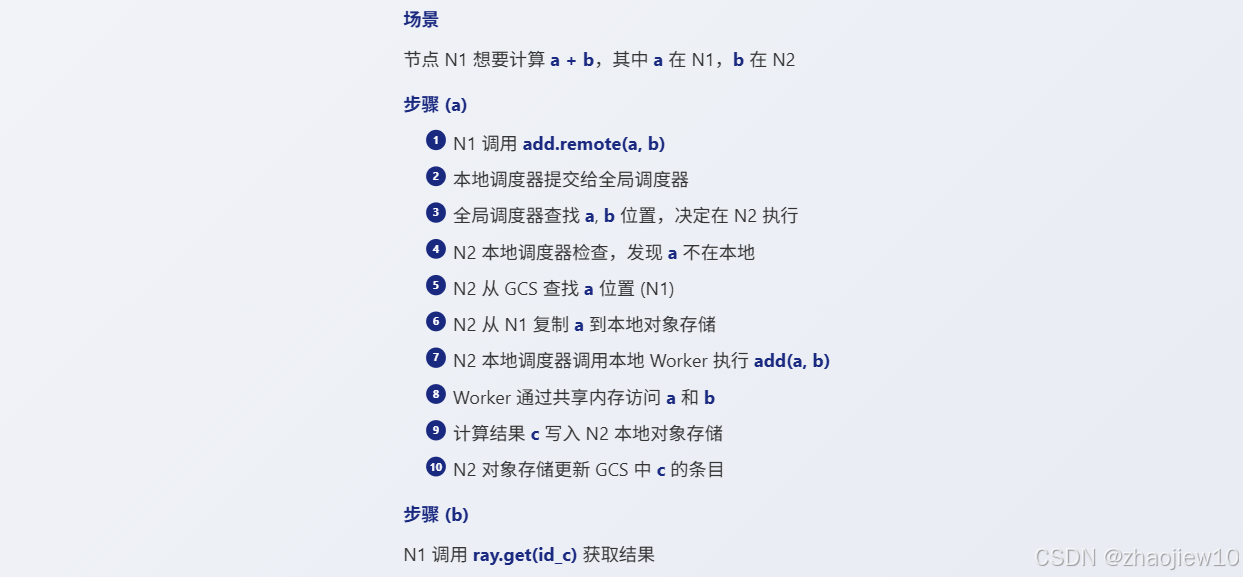 场景
节点 N1 想要计算 a + b，其中 a 在 N1，b 在 N2
步骤 (a)
1 N1 调用 add.remote(a, b)
2 本地调度器提交给全局调度器
3 全局调度器查找 a, b 位置，决定在 N2 执行
4 N2 本地调度器检查，发现 a 不在本地
5 N2 从 GCS 查找 a 位置 (N1)
6 N2 从 N1 复制 a 到本地对象存储
7 N2 本地调度器调用本地 Worker 执行 add(a, b)
8 Worker 通过共享内存访问 a 和 b
9 计算结果 c 写入 N2 本地对象存储
10 N2 对象存储更新 GCS 中 c 的条目
步骤 (b)
N1 调用 ray.get(id_c) 获取结果
CSDN @zhaojiew10